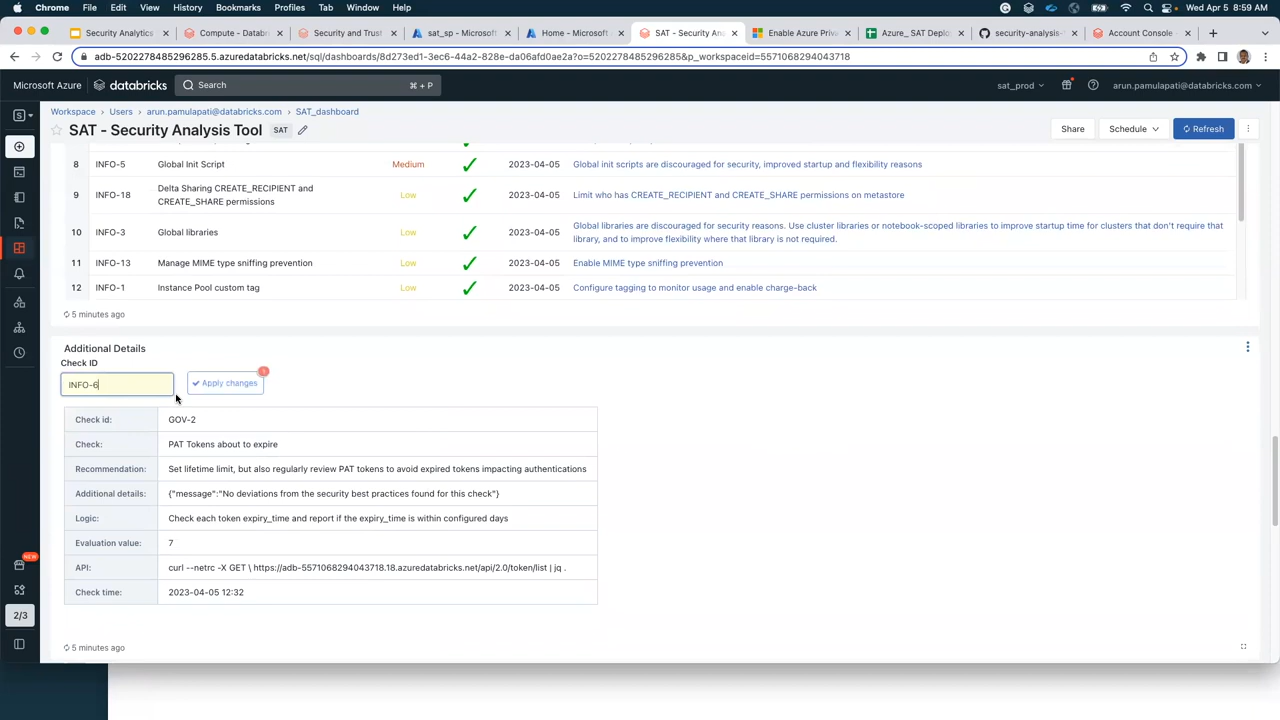 Chrome File Edit View History Bookmarks Profiles Tab Window Help Wed Apr 5 8:59 AM
Security Analytics Compute - Databr Security and Trust sat_sp - Microsoft Home - Microsoft SAT - Security Ana Enable Azure Priv Azure_ SAT Deplo security-analysis- Account Console
adb-5202278485296285.5.azuredatabricks.net/sql/dashboards/8d273ed1-3ec6-44a2-828e-da06afd0ae2a?o=5202278485296285&p_workspaceid=5571068294043718
Microsoft Azure databricks Search ⌘ + P sat_prod arun.pamulapati@databricks.com
Workspace > Users > arun.pamulapati@databricks.com > SAT_dashboard
SAT - Security Analysis Tool SAT Share Schedule Refresh
8 INFO-5 Global Init Script Medium 2023-04-05 Global init scripts are discouraged for security, improved startup and flexibility reasons
9 INFO-18 Delta Sharing CREATE_RECIPIENT and CREATE_SHARE permissions Low 2023-04-05 Limit who has CREATE_RECIPIENT and CREATE_SHARE permissions on metastore
10 INFO-3 Global libraries Low 2023-04-05 Global libraries are discouraged for security reasons. Use cluster libraries or notebook-scoped libraries to improve startup time for clusters that don't require that library, and to improve flexibility where that library is not required.
11 INFO-13 Manage MIME type sniffing prevention Low 2023-04-05 Enable MIME type sniffing prevention
12 INFO-1 Instance Pool custom tag Low 2023-04-05 Configure tagging to monitor usage and enable charge-back
5 minutes ago
Additional Details
Check ID
INFO-6 Apply changes 1
Check id: GOV-2
Check: PAT Tokens about to expire
Recommendation: Set lifetime limit, but also regularly review PAT tokens to avoid expired tokens impacting authentications
Additional details: {"message":"No deviations from the security best practices found for this check"}
Logic: Check each token expiry_time and report if the expiry_time is within configured days
Evaluation value: 7
API: curl --netrc -X GET \ https://adb-5571068294043718.18.azuredatabricks.net/api/2.0/token/list | jq .
Check time: 2023-04-05 12:32
NEW
2/3
5 minutes ago